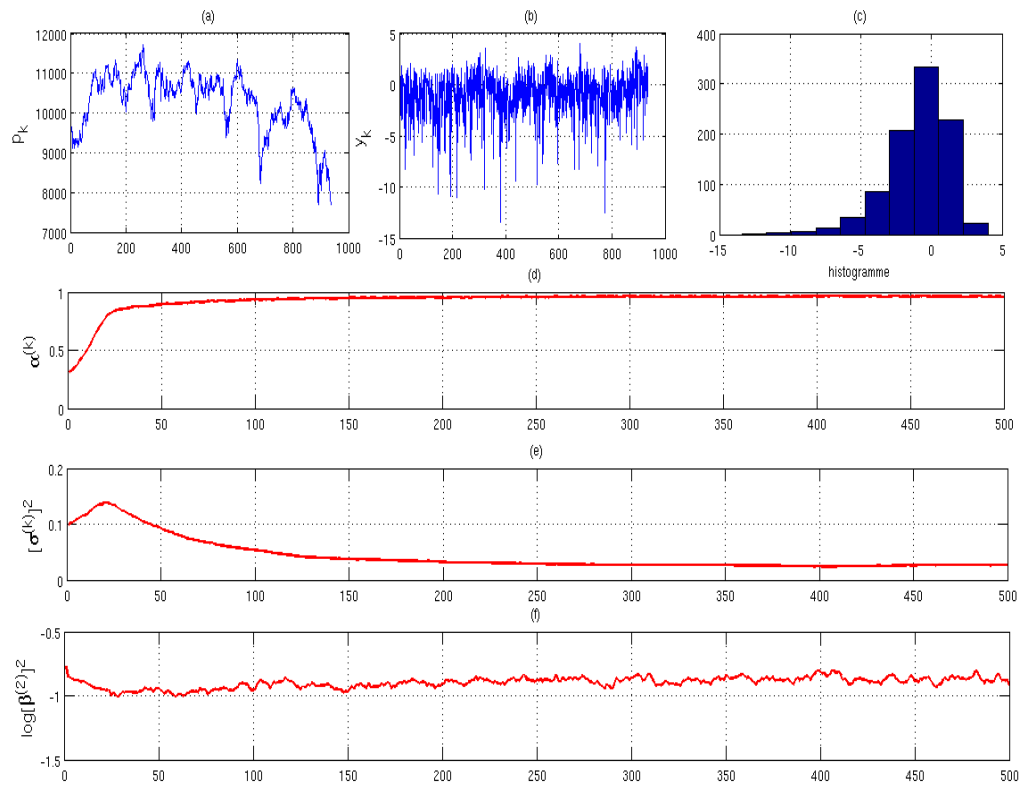 (a)
12000
11000
10000
9000
8000
7000
p_k
0 200 400 600 800 1000
(b)
5
0
-5
-10
-15
y_k
0 200 400 600 800 1000
(c)
400
300
200
100
0
-15 -10 -5 0 5
histogramme
(d)
1
0.5
0
α^(k)
0 50 100 150 200 250 300 350 400 450 500
(e)
0.2
0.1
0
[σ^(k)]^2
0 50 100 150 200 250 300 350 400 450 500
(f)
-0.5
-1
-1.5
log[β^(2)]^2
0 50 100 150 200 250 300 350 400 450 500